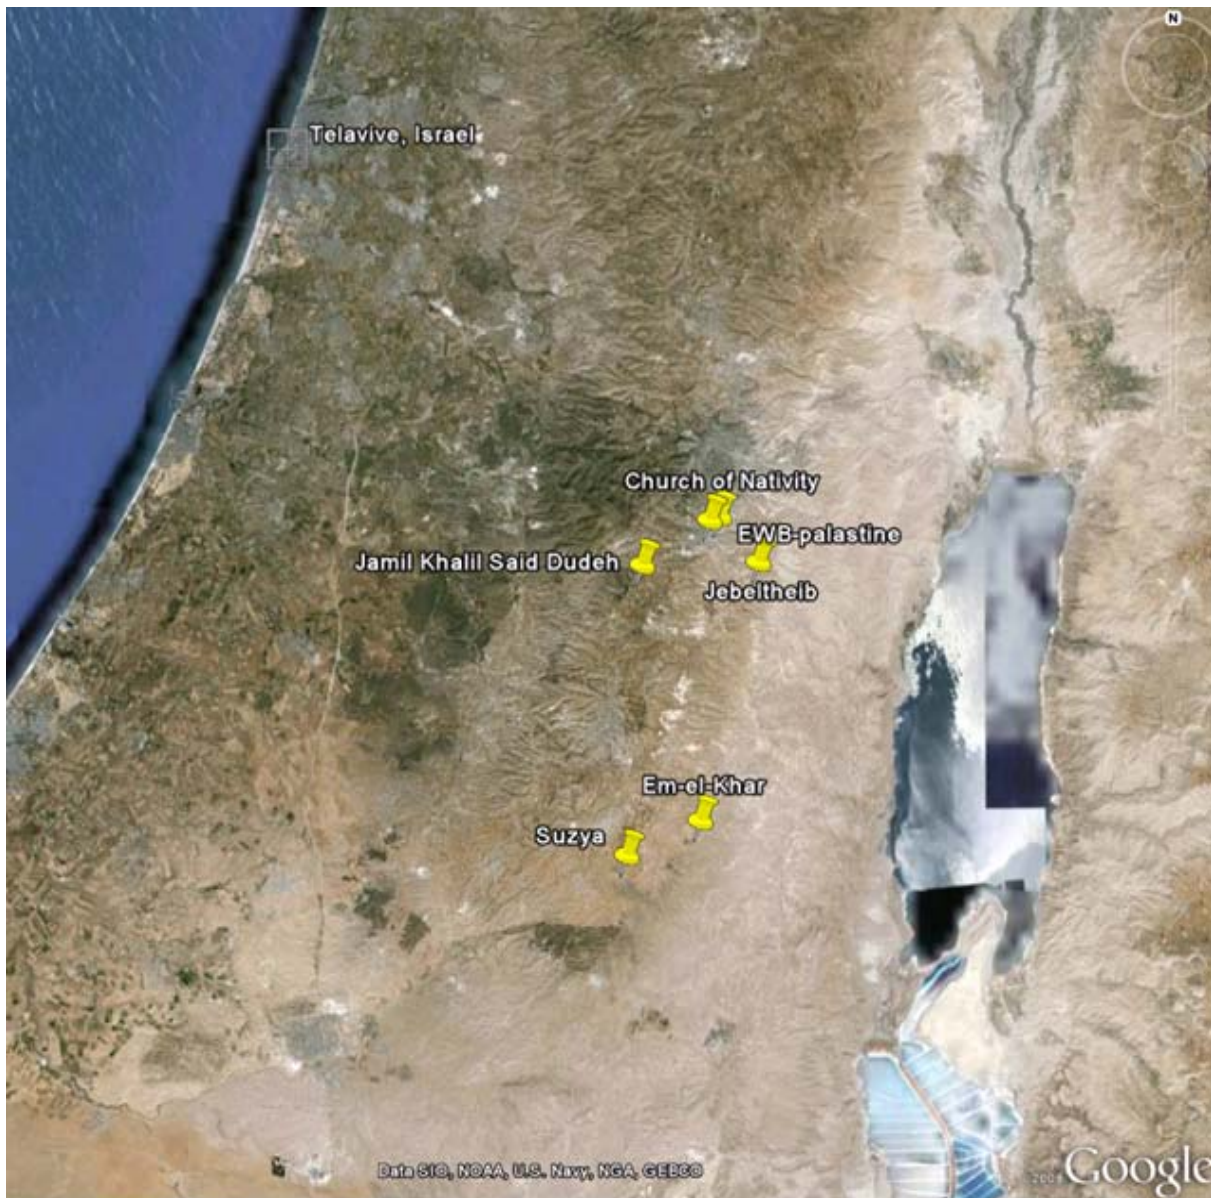 N
Telavive, Israel
Church of Nativity
EWB-palastine
Jamil Khalil Said Dudeh
Jebeltheib
Em-el-Khar
Suzya
Data SIO, NOAA, U.S. Navy, NGA, GEBCO
Google